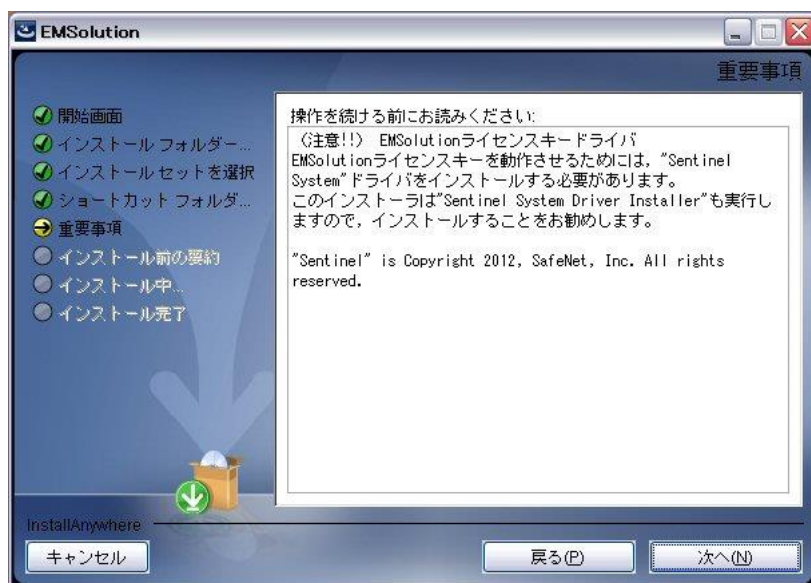 EMSolution
重要事項
開始画面
インストール フォルダー...
インストール セットを選択
ショートカット フォルダ...
重要事項
インストール前の要約
インストール中...
インストール完了
操作を続ける前にお読みください:
(注意!!) EMSolutionライセンスキードライバ
EMSolutionライセンスキーを動作させるためには, "Sentinel
System"ドライバをインストールする必要があります。
このインストーラは"Sentinel System Driver Installer"も実行し
ますので, インストールすることをお勧めします。
"Sentinel" is Copyright 2012, SafeNet, Inc. All rights
reserved.
InstallAnywhere
キャンセル
戻る(P)
次へ(N)